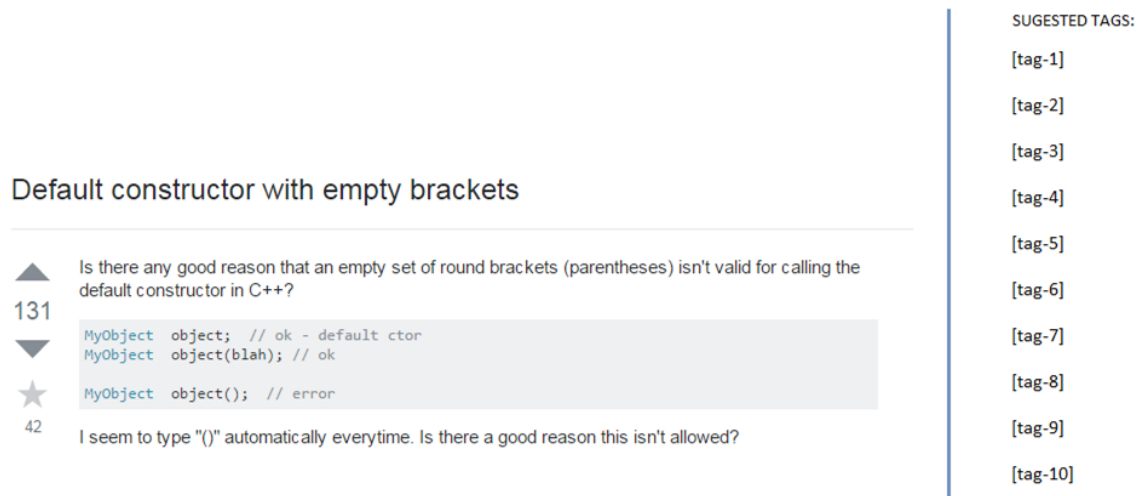 SUGESTED TAGS:
[tag-1]
[tag-2]
[tag-3]
[tag-4]
[tag-5]
[tag-6]
[tag-7]
[tag-8]
[tag-9]
[tag-10]
Default constructor with empty brackets
Is there any good reason that an empty set of round brackets (parentheses) isn't valid for calling the
default constructor in C++?
131
MyObject  object;  // ok - default ctor
MyObject  object(blah); // ok
MyObject  object();  // error
42
I seem to type "()" automatically everytime. Is there a good reason this isn't allowed?